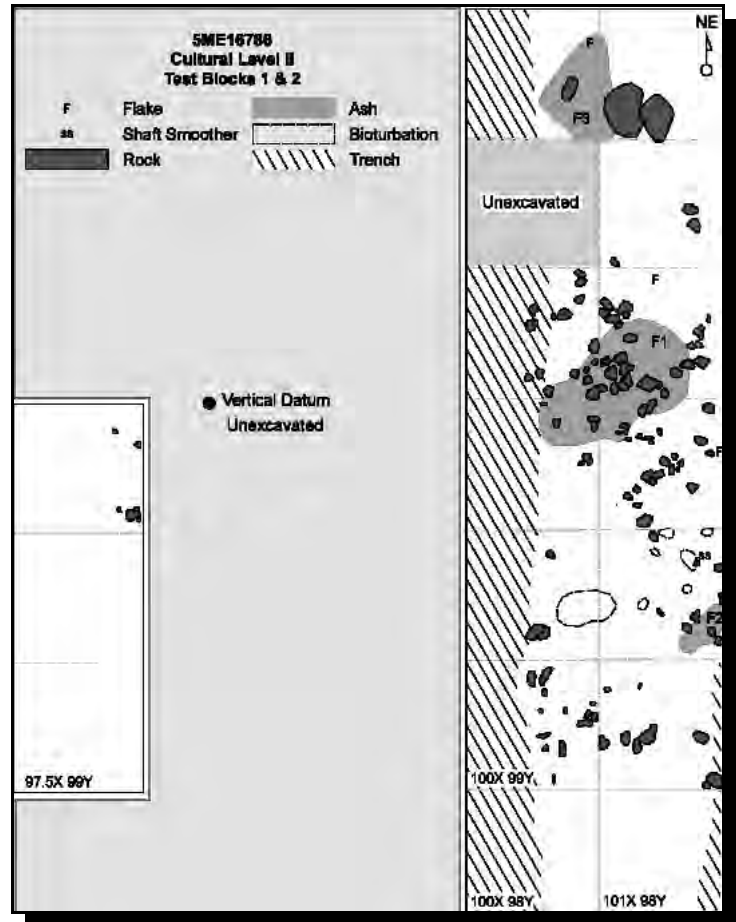 5ME16786
Cultural Level II
Test Blocks 1 & 2
F Flake
ss Shaft Smoother
Rock
Ash
Bioturbation
Trench
NE
F
F3
Unexcavated
F
F1
Vertical Datum
Unexcavated
F
ss
F2
97.5X 99Y
100X 99Y
100X 98Y
101X 98Y